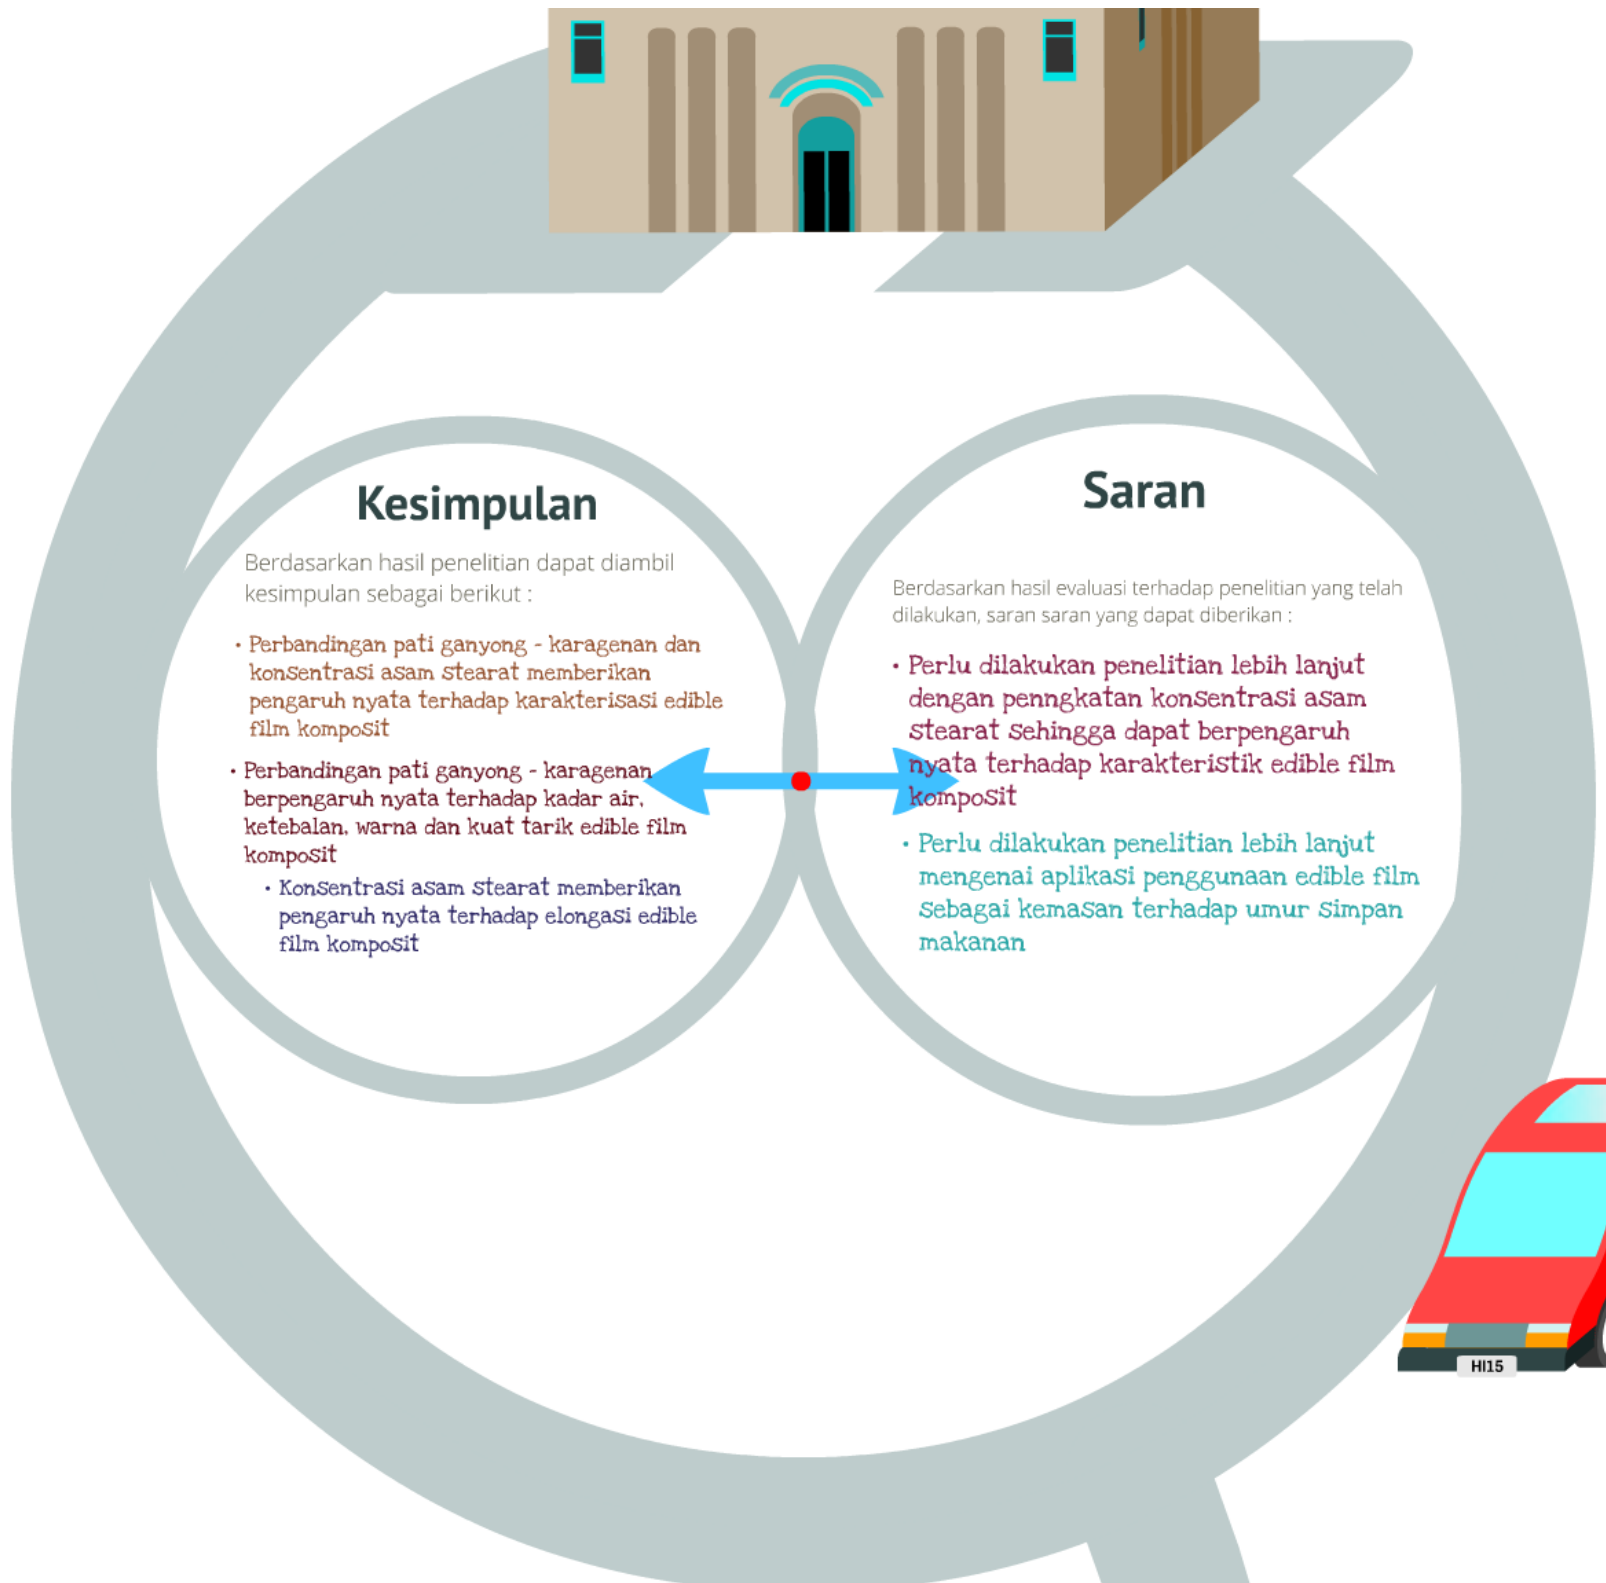 Kesimpulan
Berdasarkan hasil penelitian dapat diambil
kesimpulan sebagai berikut :
• Perbandingan pati ganyong - karagenan dan
konsentrasi asam stearat memberikan
pengaruh nyata terhadap karakterisasi edible
film komposit
• Perbandingan pati ganyong - karagenan
berpengaruh nyata terhadap kadar air,
ketebalan, warna dan kuat tarik edible film
komposit
• Konsentrasi asam stearat memberikan
pengaruh nyata terhadap elongasi edible
film komposit
Saran
Berdasarkan hasil evaluasi terhadap penelitian yang telah
dilakukan, saran saran yang dapat diberikan :
• Perlu dilakukan penelitian lebih lanjut
dengan penngkatan konsentrasi asam
stearat sehingga dapat berpengaruh
nyata terhadap karakteristik edible film
komposit
• Perlu dilakukan penelitian lebih lanjut
mengenai aplikasi penggunaan edible film
sebagai kemasan terhadap umur simpan
makanan
HI15